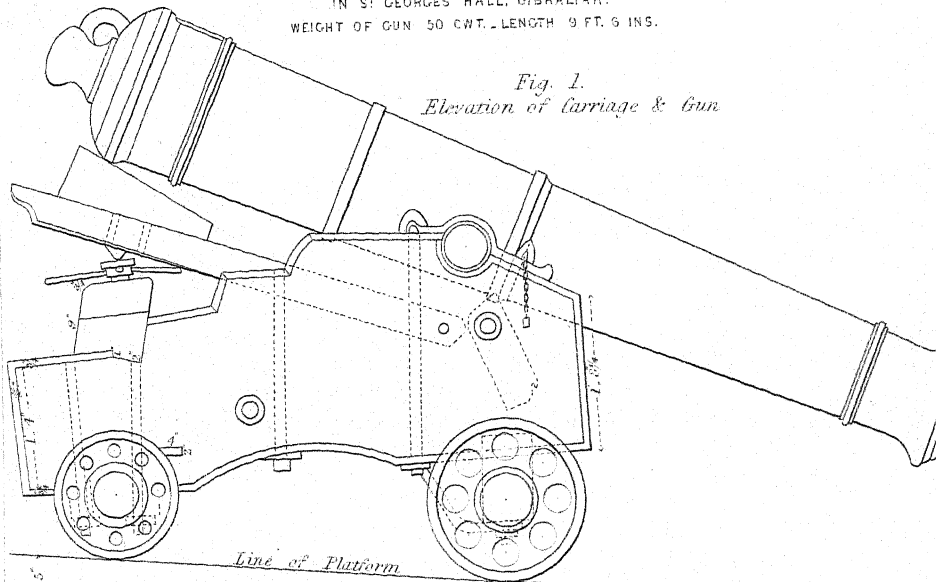 IN ST GEORGES HALL, GIBRALTAR.
WEIGHT OF GUN 50 CWT. - LENGTH 9 FT. 6 INS.
Fig. 1.
Elevation of Carriage & Gun
4"
Line of Platform